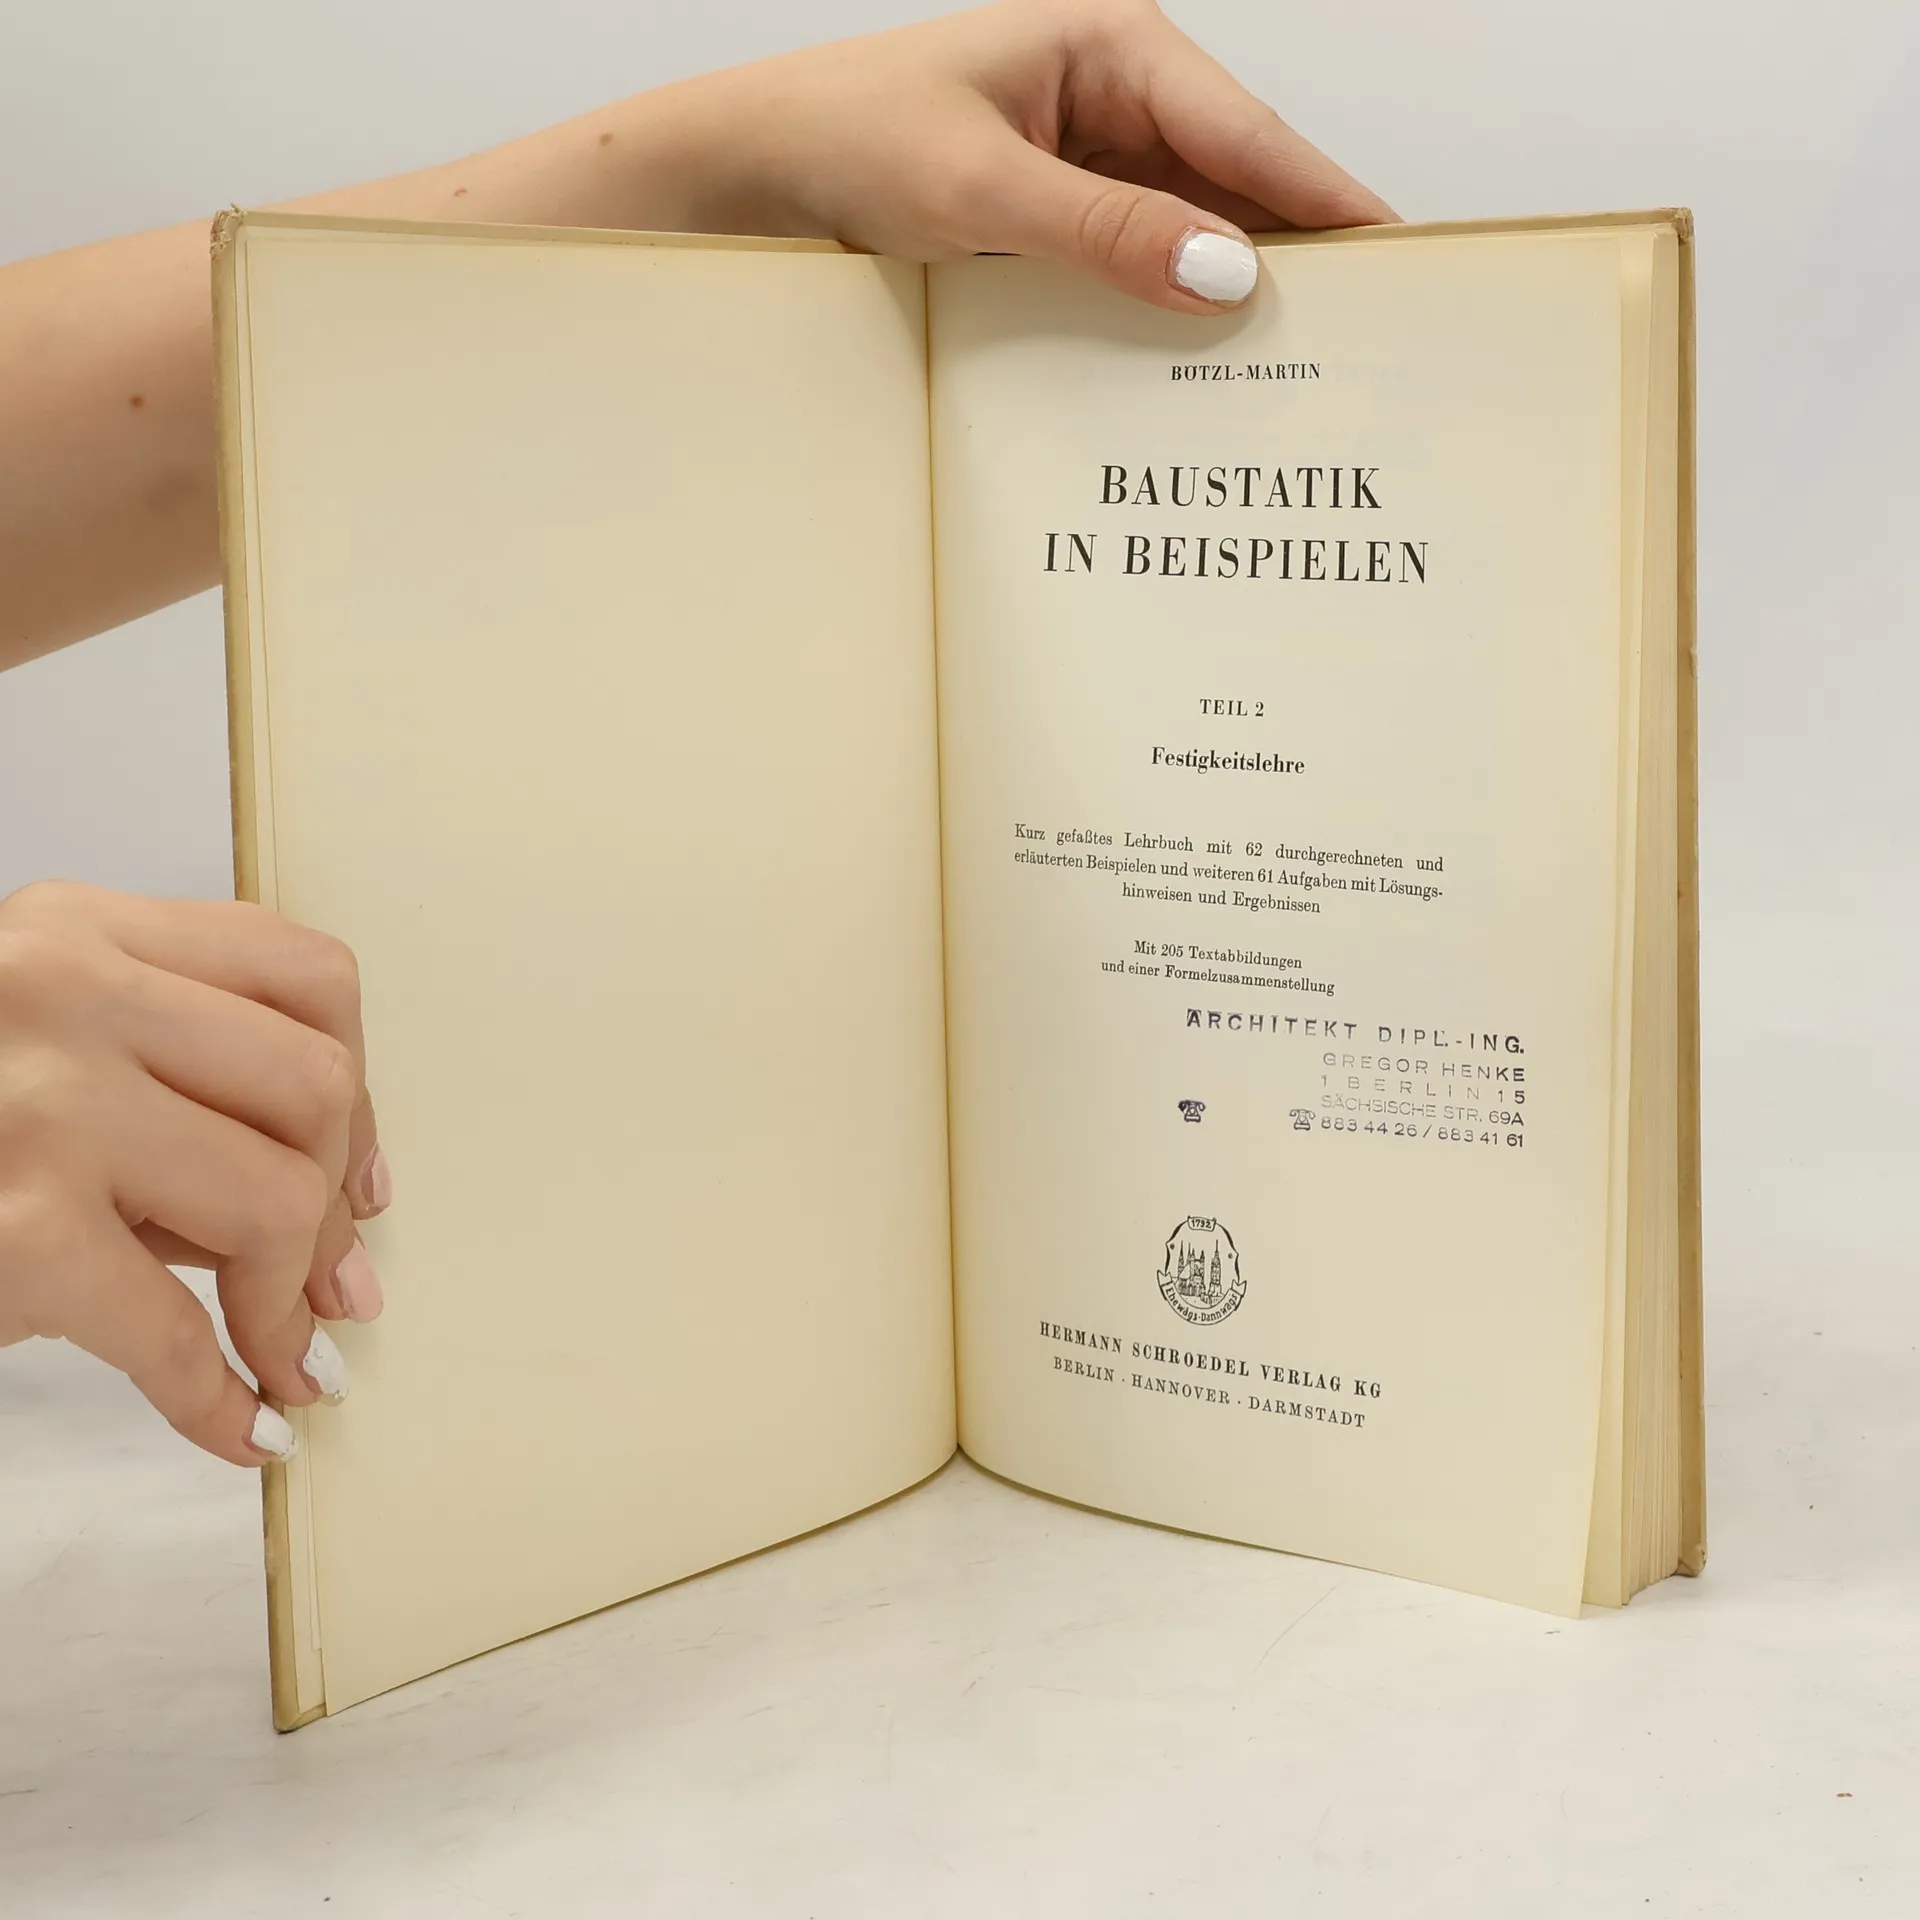 BÖTZL-MARTIN
BAUSTATIK
IN BEISPIELEN
TEIL 2
Festigkeitslehre
Kurz gefaßtes Lehrbuch mit 62 durchgerechneten und
erläuterten Beispielen und weiteren 61 Aufgaben mit Lösungs-
hinweisen und Ergebnissen
Mit 205 Textabbildungen
und einer Formelzusammenstellung
ARCHITEKT DIPL.-ING.
GREGOR HENKE
1 BERLIN 15
SÄCHSISCHE STR. 69A
☎ ☎ 883 44 26 / 883 41 61
1792
HERMANN SCHROEDEL VERLAG KG
BERLIN · HANNOVER · DARMSTADT